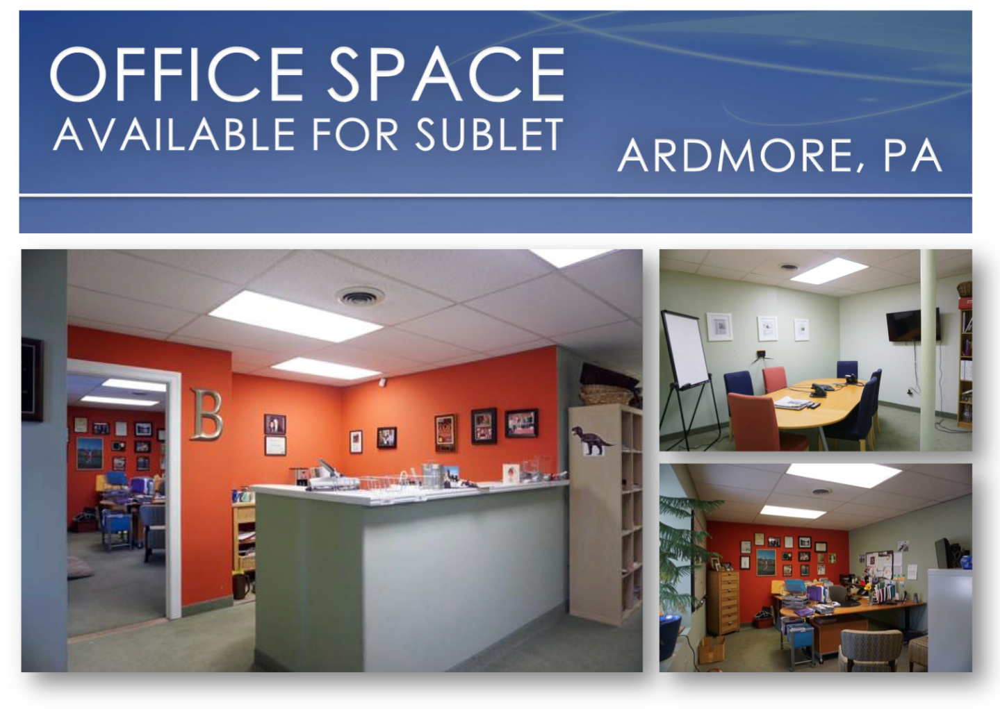 OFFICE SPACE
AVAILABLE FOR SUBLET
ARDMORE, PA
B